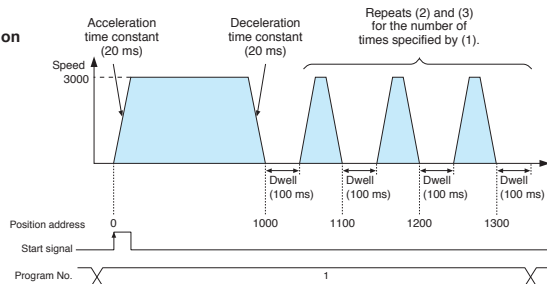 on
Acceleration
time constant
(20 ms)
Deceleration
time constant
(20 ms)
Repeats (2) and (3)
for the number of
times specified by (1).
Speed
3000
Dwell
(100 ms)
Dwell
(100 ms)
Dwell
(100 ms)
Dwell
(100 ms)
Position address 0 1000 1100 1200 1300
Start signal
Program No. 1